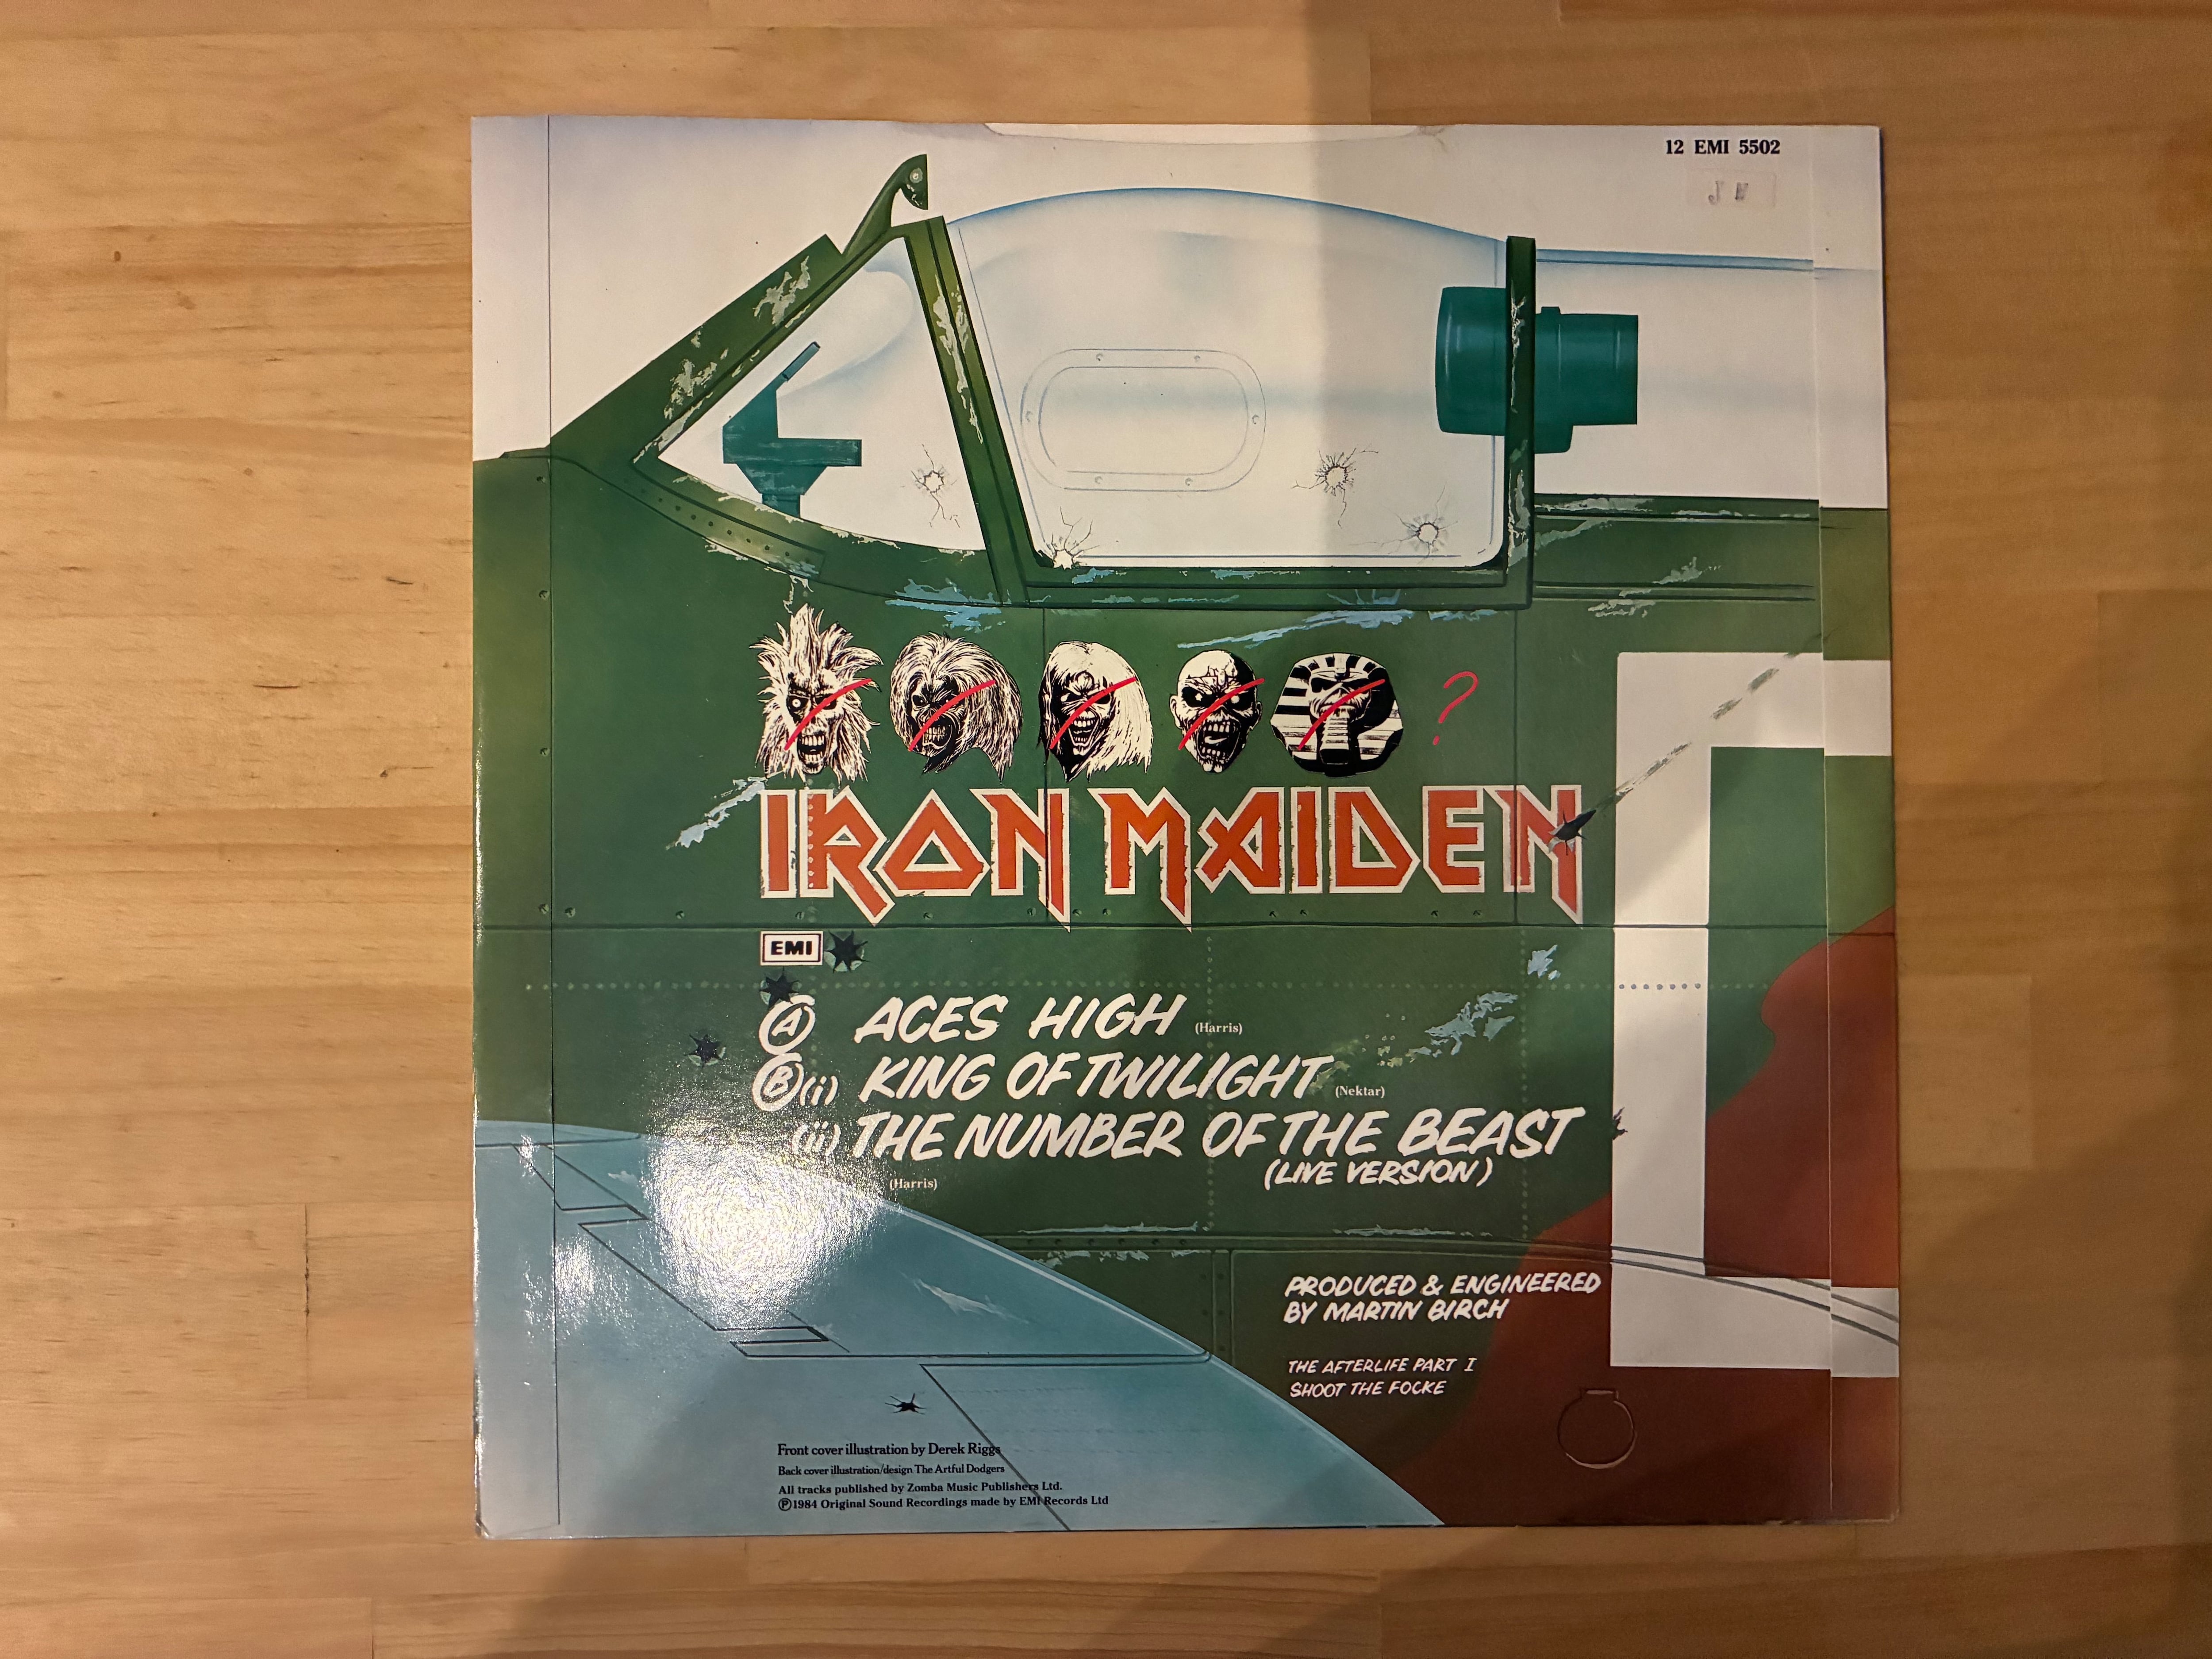 12 EMI 5502
J N
?
IRON MAIDEN
EMI
A ACES HIGH (Harris)
B (i) KING OF TWILIGHT (Nektar)
(ii) THE NUMBER OF THE BEAST
(LIVE VERSION)
(Harris)
PRODUCED & ENGINEERED
BY MARTIN BIRCH
THE AFTERLIFE PART I
SHOOT THE FOCKE
Front cover illustration by Derek Riggs
Back cover illustration/design The Artful Dodgers
All tracks published by Zomba Music Publishers Ltd.
Ⓟ1984 Original Sound Recordings made by EMI Records Ltd